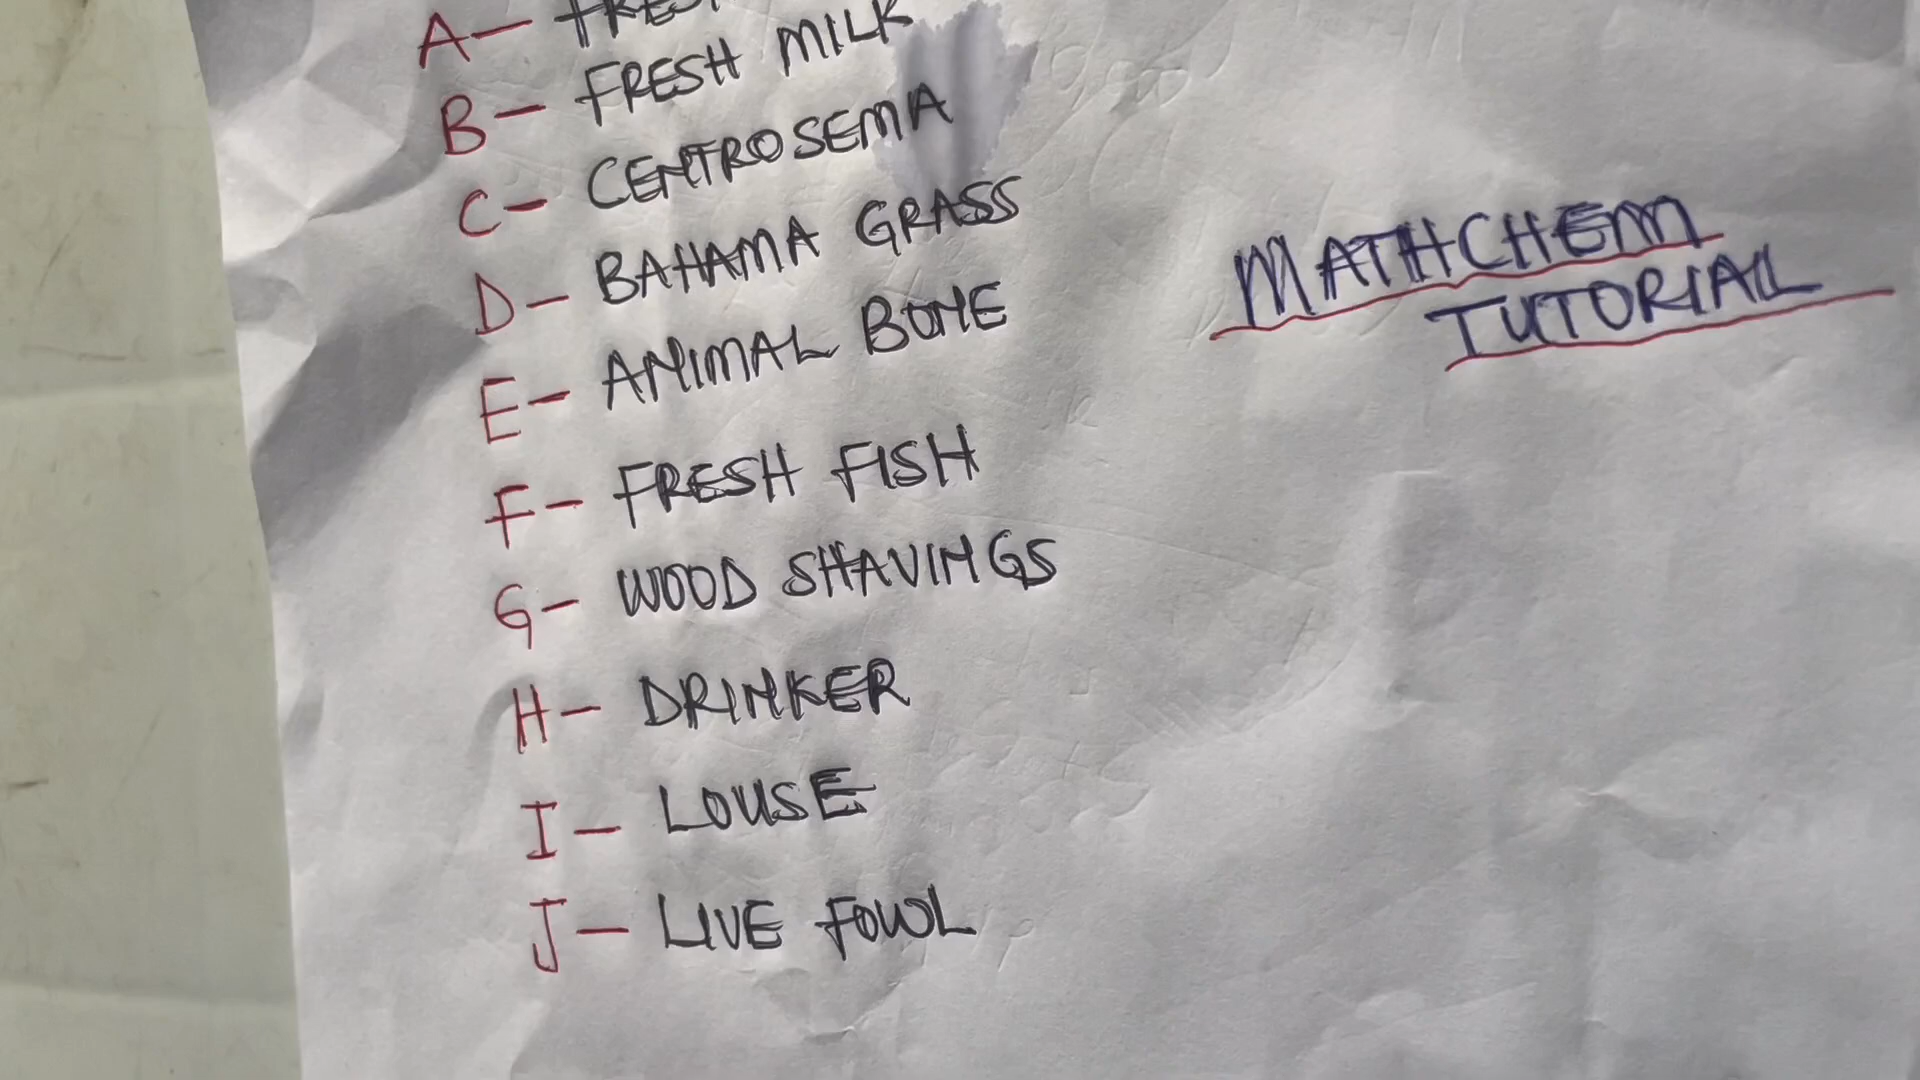 A-
B- FRESH MILK
C- CENTROSEMA
D- BAHAMA GRASS
E- ANIMAL BONE
F- FRESH FISH
G- WOOD SHAVINGS
H- DRINKER
I- LOUSE
J- LIVE FOWL
MATHCHEM
TUTORIAL